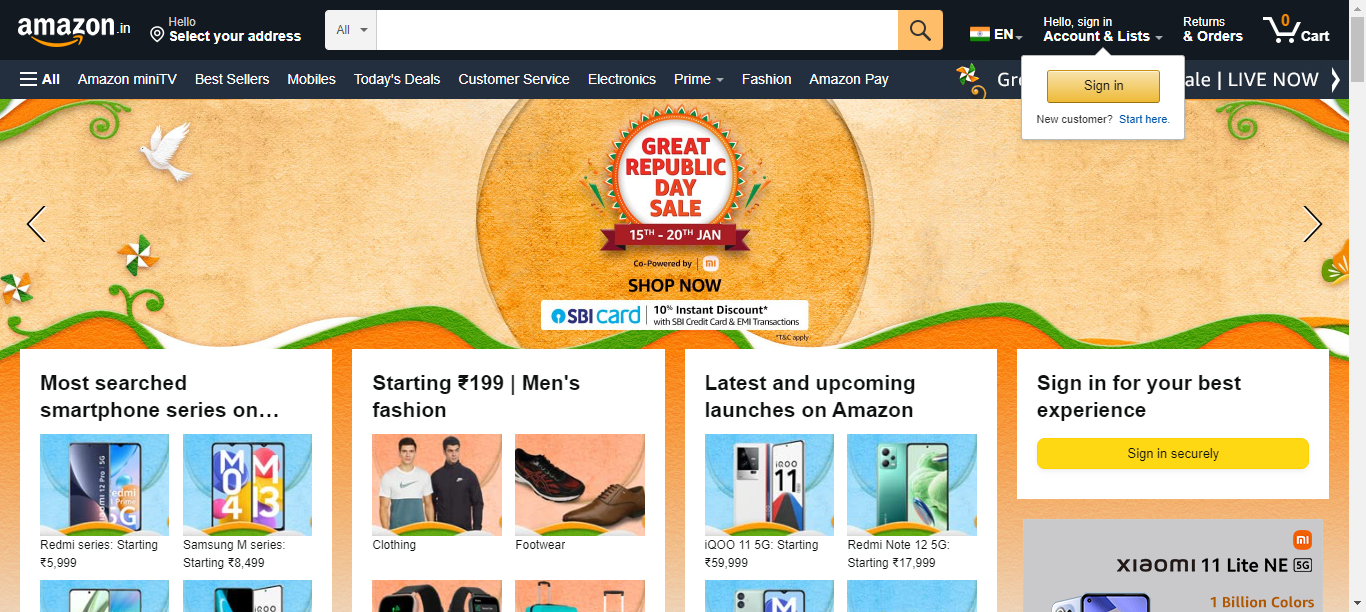 amazon.in
Hello
Select your address
All
EN
Hello, sign in
Account & Lists
Returns
& Orders
0
Cart
All
Amazon miniTV
Best Sellers
Mobiles
Today's Deals
Customer Service
Electronics
Prime
Fashion
Amazon Pay
ale | LIVE NOW
Sign in
New customer? Start here.
GREAT
REPUBLIC
DAY
SALE
15TH - 20TH JAN
Co-Powered by mi
SHOP NOW
SBI card
10% Instant Discount*
with SBI Credit Card & EMI Transactions
*T&C apply
Most searched
smartphone series on…
Redmi series: Starting
₹5,999
M04
M13
Samsung M series:
Starting ₹8,499
Starting ₹199 | Men's
fashion
Clothing
Footwear
Latest and upcoming
launches on Amazon
iQOO
11
iQOO 11 5G: Starting
₹59,999
Redmi Note 12 5G:
Starting ₹17,999
Sign in for your best
experience
Sign in securely
mi
XIAOMI 11 Lite NE 5G
1 Billion Colors